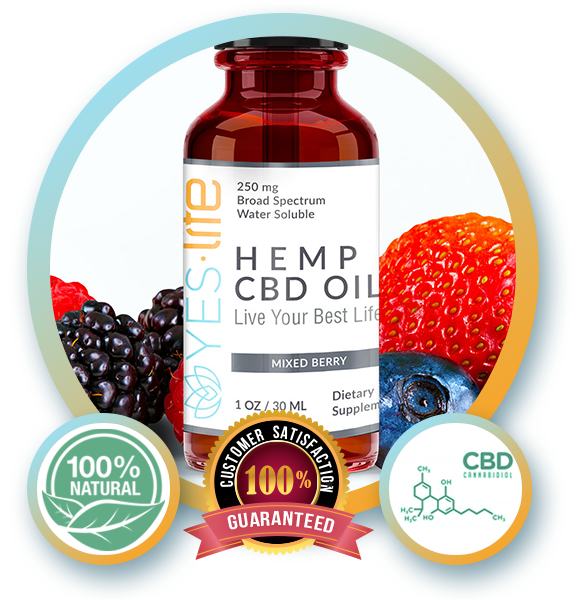 250 mg
Broad Spectrum
Water Soluble
YES·life
HEMP
CBD OIL
Live Your Best Life
MIXED BERRY
1 OZ / 30 ML
Dietary
Supplem
100%
NATURAL
CUSTOMER SATISFACTION
100%
GUARANTEED
CBD
CANNABIDIOL
CH₃
OH
H₃C
H₃C
HO
CH₃